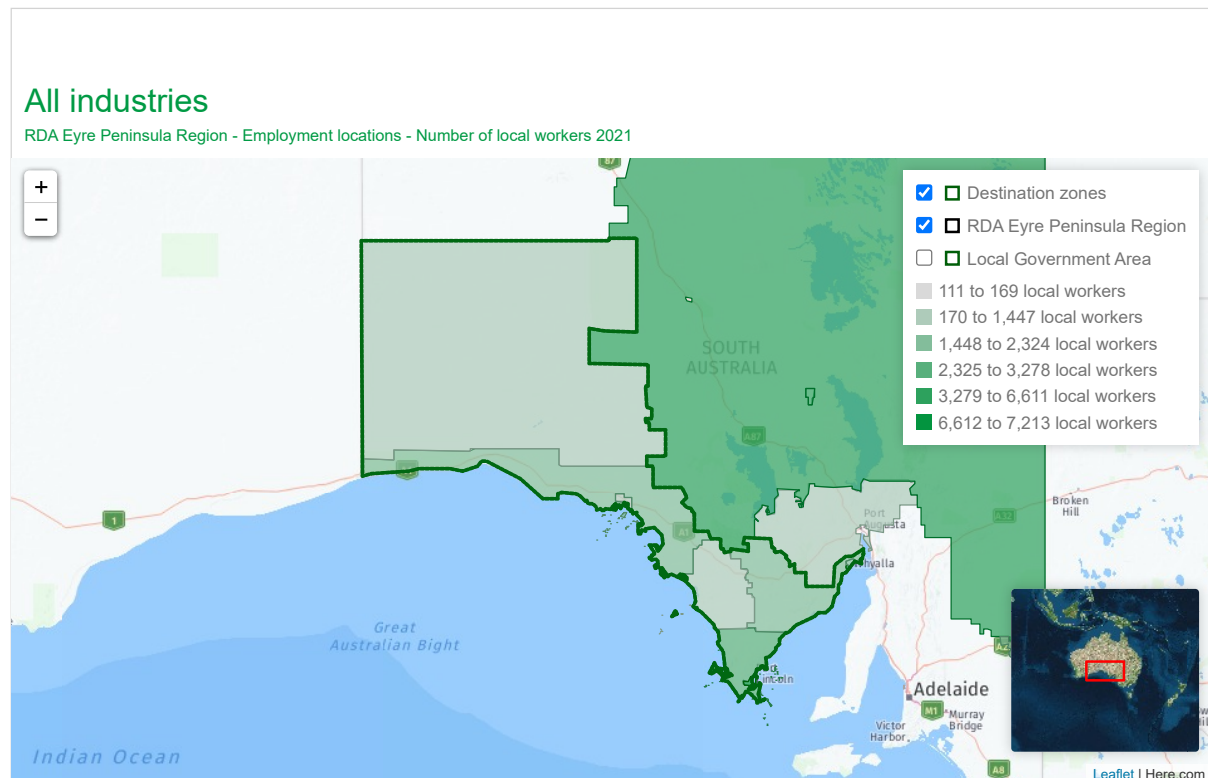 All industries
RDA Eyre Peninsula Region - Employment locations - Number of local workers 2021
+
−
87
Destination zones
RDA Eyre Peninsula Region
Local Government Area
111 to 169 local workers
170 to 1,447 local workers
1,448 to 2,324 local workers
2,325 to 3,278 local workers
3,279 to 6,611 local workers
6,612 to 7,213 local workers
SOUTH
AUSTRALIA
A87
1
A1
A32
Broken
Hill
Port
Augusta
Great
Australian Bight
Adelaide
M1
Murray
Bridge
Victor
Harbor
A8
Indian Ocean
Leaflet | Here.com